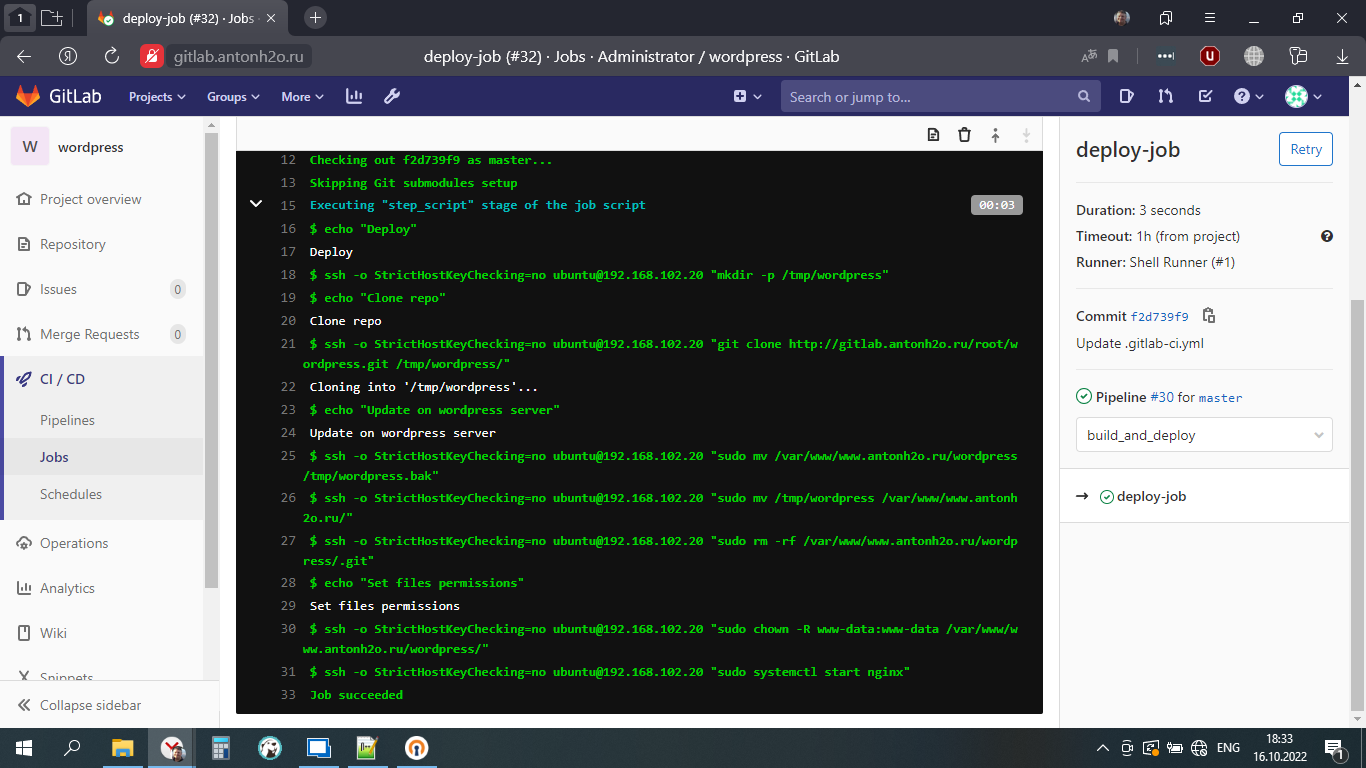 1
deploy-job (#32) · Jobs ·
gitlab.antonh2o.ru
deploy-job (#32) · Jobs · Administrator / wordpress · GitLab
GitLab
Projects
Groups
More
Search or jump to...
W
wordpress
Project overview
Repository
Issues
0
Merge Requests
0
CI / CD
Pipelines
Jobs
Schedules
Operations
Analytics
Wiki
Snippets
Collapse sidebar
12 Checking out f2d739f9 as master...
13 Skipping Git submodules setup
15 Executing "step_script" stage of the job script
00:03
16 $ echo "Deploy"
17 Deploy
18 $ ssh -o StrictHostKeyChecking=no ubuntu@192.168.102.20 "mkdir -p /tmp/wordpress"
19 $ echo "Clone repo"
20 Clone repo
21 $ ssh -o StrictHostKeyChecking=no ubuntu@192.168.102.20 "git clone http://gitlab.antonh2o.ru/root/w
ordpress.git /tmp/wordpress/"
22 Cloning into '/tmp/wordpress'...
23 $ echo "Update on wordpress server"
24 Update on wordpress server
25 $ ssh -o StrictHostKeyChecking=no ubuntu@192.168.102.20 "sudo mv /var/www/www.antonh2o.ru/wordpress
/tmp/wordpress.bak"
26 $ ssh -o StrictHostKeyChecking=no ubuntu@192.168.102.20 "sudo mv /tmp/wordpress /var/www/www.antonh
2o.ru/"
27 $ ssh -o StrictHostKeyChecking=no ubuntu@192.168.102.20 "sudo rm -rf /var/www/www.antonh2o.ru/wordp
ress/.git"
28 $ echo "Set files permissions"
29 Set files permissions
30 $ ssh -o StrictHostKeyChecking=no ubuntu@192.168.102.20 "sudo chown -R www-data:www-data /var/www/w
ww.antonh2o.ru/wordpress/"
31 $ ssh -o StrictHostKeyChecking=no ubuntu@192.168.102.20 "sudo systemctl start nginx"
33 Job succeeded
deploy-job
Retry
Duration: 3 seconds
Timeout: 1h (from project)
Runner: Shell Runner (#1)
Commit f2d739f9
Update .gitlab-ci.yml
Pipeline #30 for master
build_and_deploy
deploy-job
ENG
18:33
16.10.2022
1